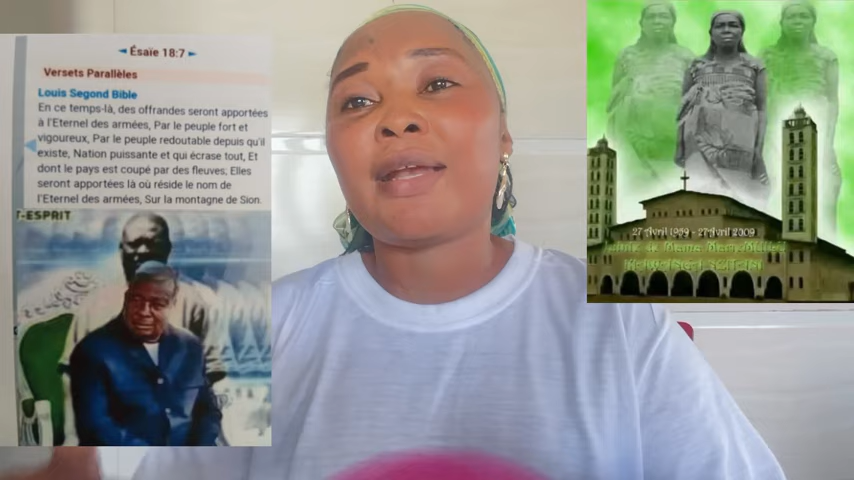 ◄ Ésaïe 18:7 ►
Versets Parallèles
Louis Segond Bible
En ce temps-là, des offrandes seront apportées
à l'Eternel des armées, Par le peuple fort et
vigoureux, Par le peuple redoutable depuis qu'il
existe, Nation puissante et qui écrase tout, Et
dont le pays est coupé par des fleuves; Elles
seront apportées là où réside le nom de
l'Eternel des armées, Sur la montagne de Sion.
T-ESPRIT
27 Avril 1959 - 27Avril 2009
de Mama